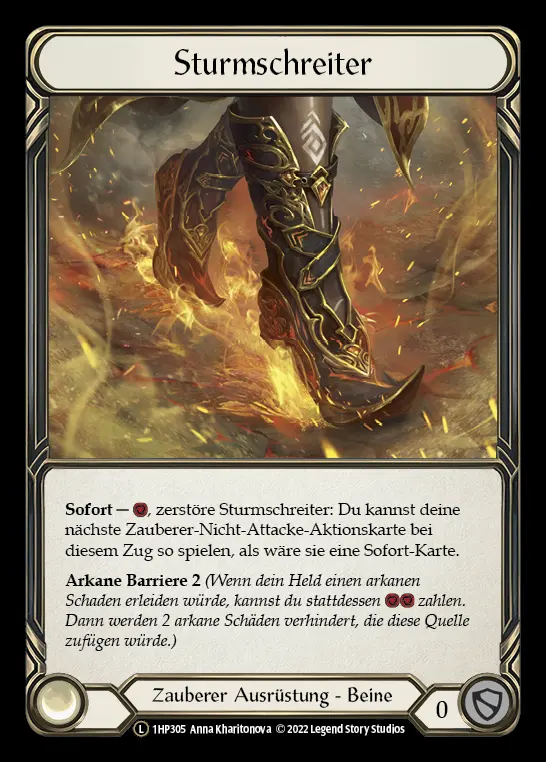 Sturmschreiter
Sofort — , zerstöre Sturmschreiter: Du kannst deine
nächste Zauberer-Nicht-Attacke-Aktionskarte bei
diesem Zug so spielen, als wäre sie eine Sofort-Karte.
Arkane Barriere 2 (Wenn dein Held einen arkanen
Schaden erleiden würde, kannst du stattdessen zahlen.
Dann werden 2 arkane Schäden verhindert, die diese Quelle
zufügen würde.)
Zauberer Ausrüstung - Beine
0
L 1HP305 Anna Kharitonova © 2022 Legend Story Studios